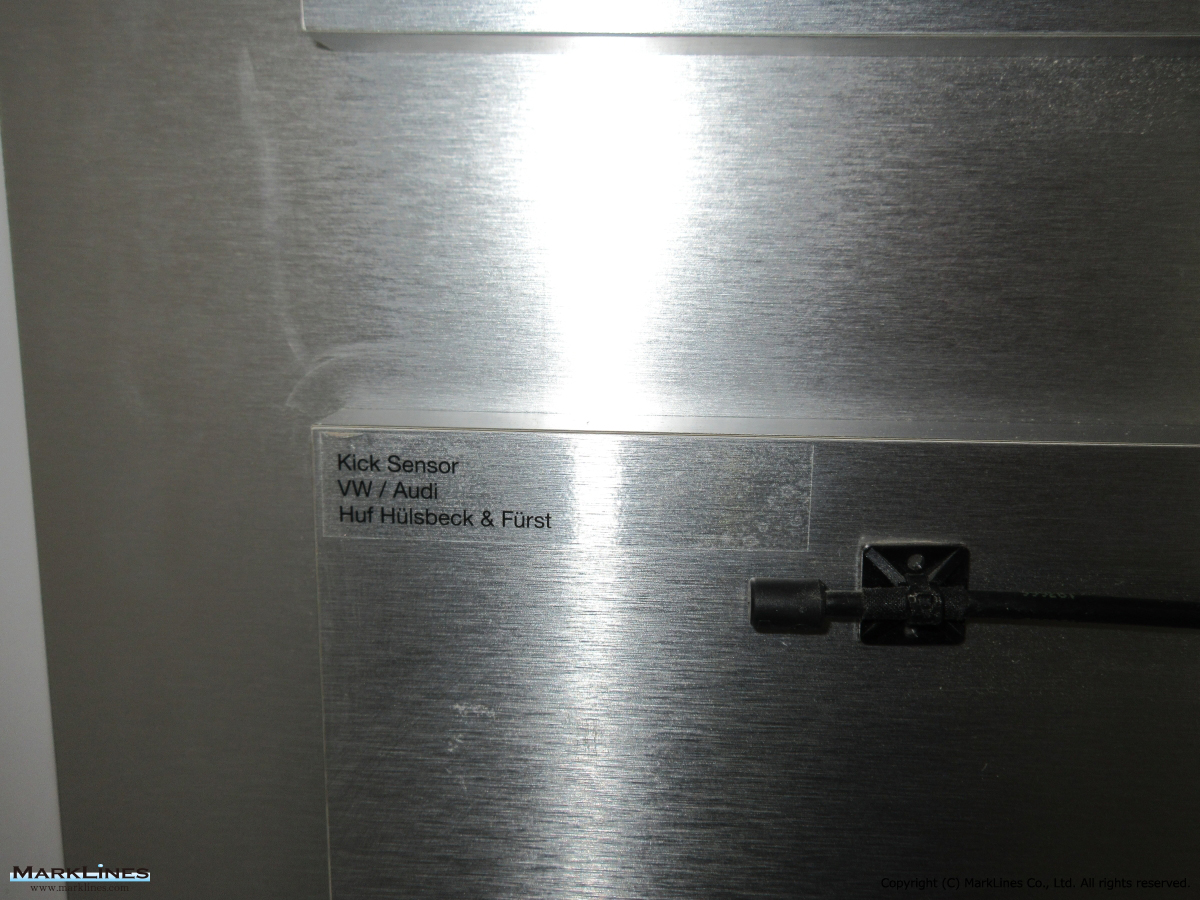 Kick Sensor
VW / Audi
Huf Hülsbeck & Fürst
MARKLINES
www.marklines.com
Copyright (C) MarkLines Co., Ltd. All rights reserved.